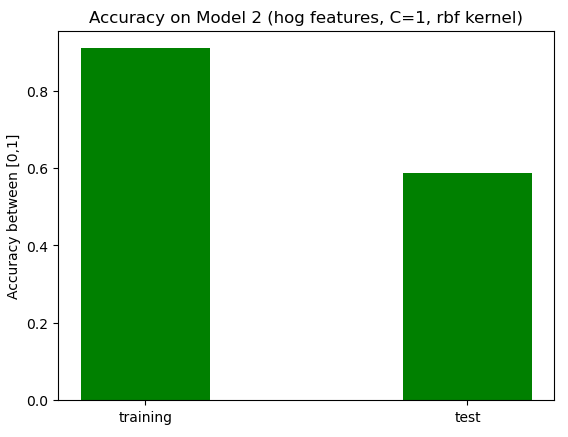 Accuracy on Model 2 (hog features, C=1, rbf kernel)
Accuracy between [0,1]
0.8
0.6
0.4
0.2
0.0
training
test